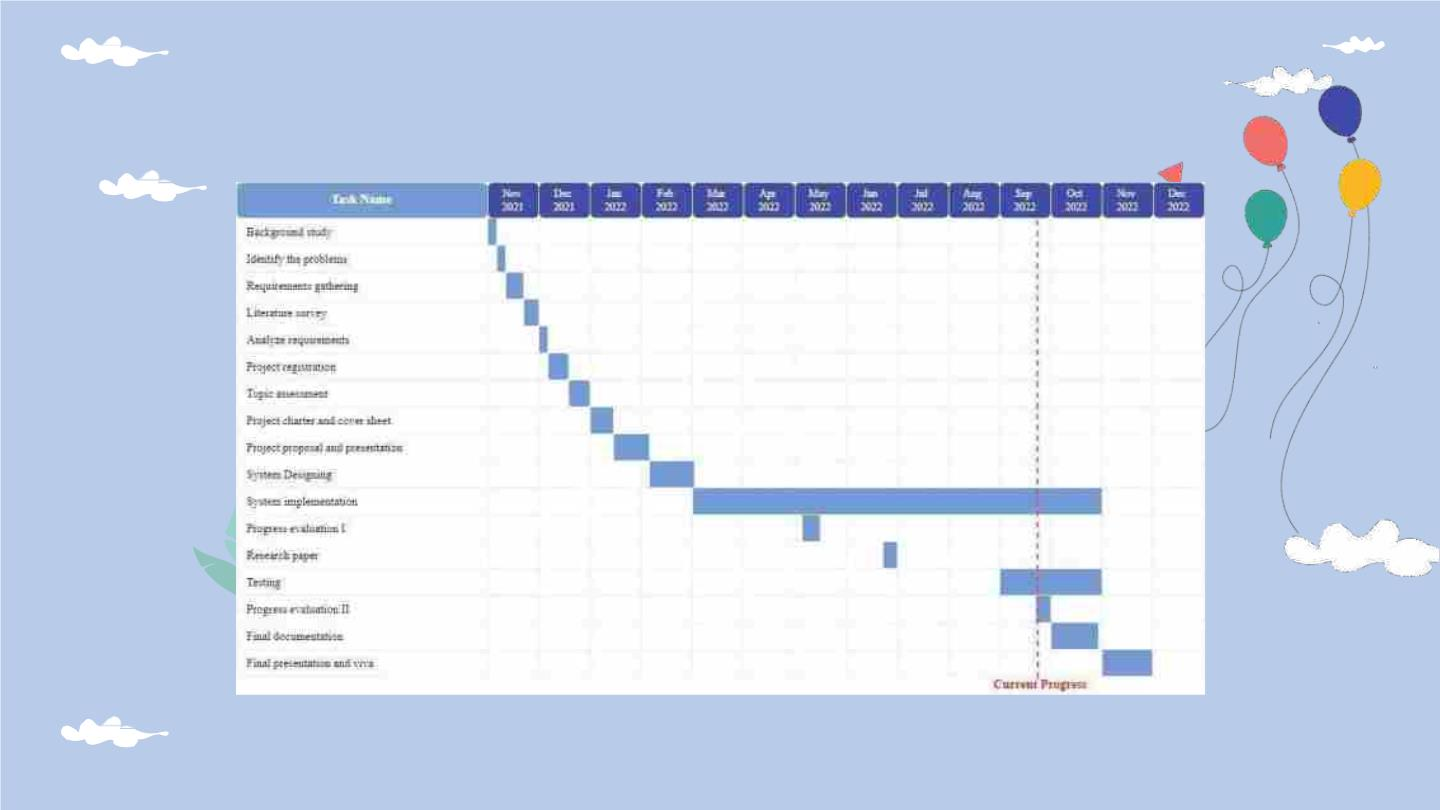 Task Name
Nov 2021
Dec 2021
Jan 2022
Feb 2022
Mar 2022
Apr 2022
May 2022
Jun 2022
Jul 2022
Aug 2022
Sep 2022
Oct 2022
Nov 2022
Dec 2022
Background study
Identify the problems
Requirements gathering
Literature survey
Analyze requirements
Project registration
Topic assessment
Project charter and cover sheet
Project proposal and presentation
System Designing
System implementation
Progress evaluation I
Research paper
Testing
Progress evaluation II
Final documentation
Final presentation and viva
Current Progress